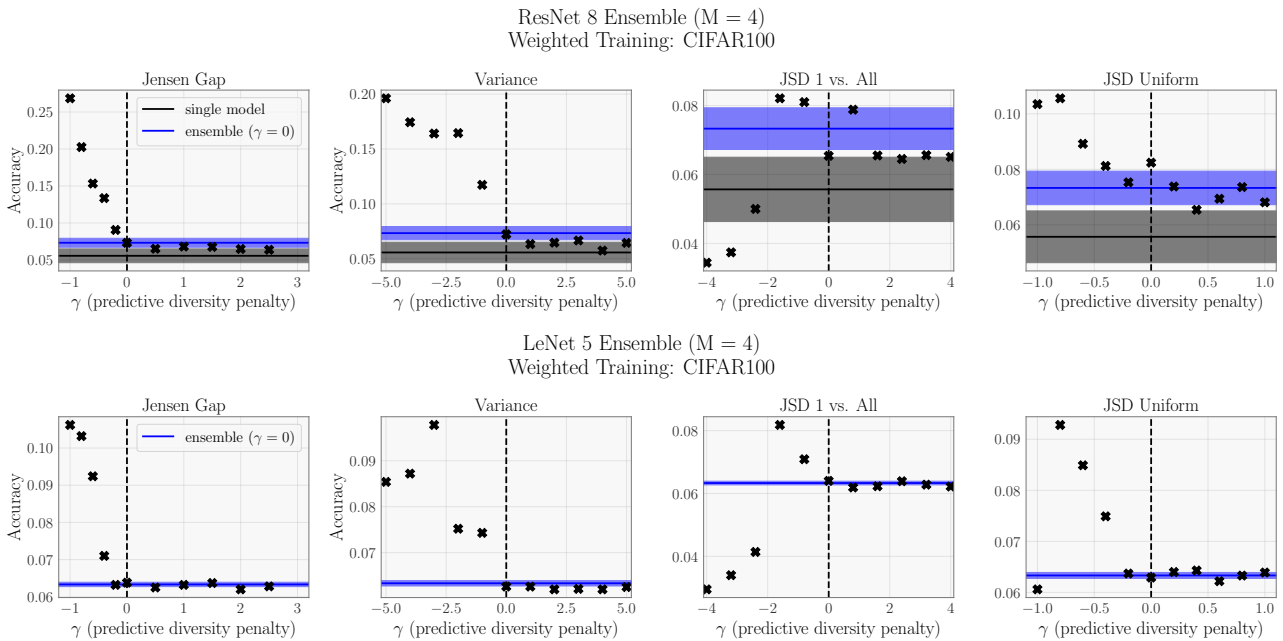 ResNet 8 Ensemble (M = 4)
Weighted Training: CIFAR100
Jensen Gap
Variance
JSD 1 vs. All
JSD Uniform
single model
ensemble (γ = 0)
Accuracy
0.25
0.20
0.15
0.10
0.05
−1 0 1 2 3
γ (predictive diversity penalty)
0.20
0.15
0.10
0.05
−5.0 −2.5 0.0 2.5 5.0
γ (predictive diversity penalty)
0.08
0.06
0.04
−4 −2 0 2 4
γ (predictive diversity penalty)
0.10
0.08
0.06
−1.0 −0.5 0.0 0.5 1.0
γ (predictive diversity penalty)
LeNet 5 Ensemble (M = 4)
Weighted Training: CIFAR100
Jensen Gap
Variance
JSD 1 vs. All
JSD Uniform
ensemble (γ = 0)
Accuracy
0.10
0.09
0.08
0.07
0.06
−1 0 1 2 3
γ (predictive diversity penalty)
Accuracy
0.09
0.08
0.07
−5.0 −2.5 0.0 2.5 5.0
γ (predictive diversity penalty)
0.08
0.06
0.04
−4 −2 0 2 4
γ (predictive diversity penalty)
0.09
0.08
0.07
0.06
−1.0 −0.5 0.0 0.5 1.0
γ (predictive diversity penalty)